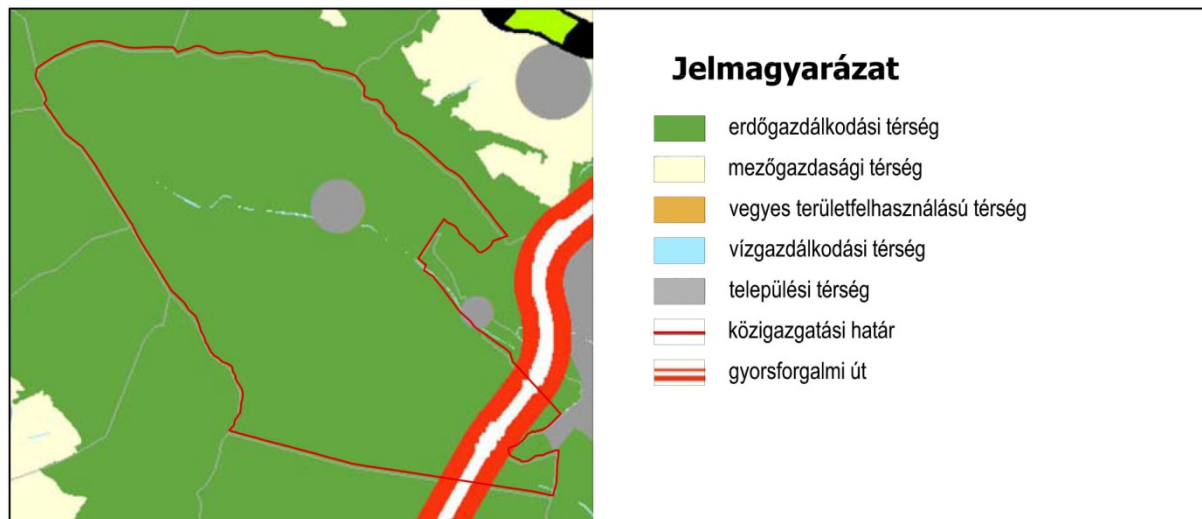 Jelmagyarázat
erdőgazdálkodási térség
mezőgazdasági térség
vegyes területfelhasználású térség
vízgazdálkodási térség
települési térség
közigazgatási határ
gyorsforgalmi út